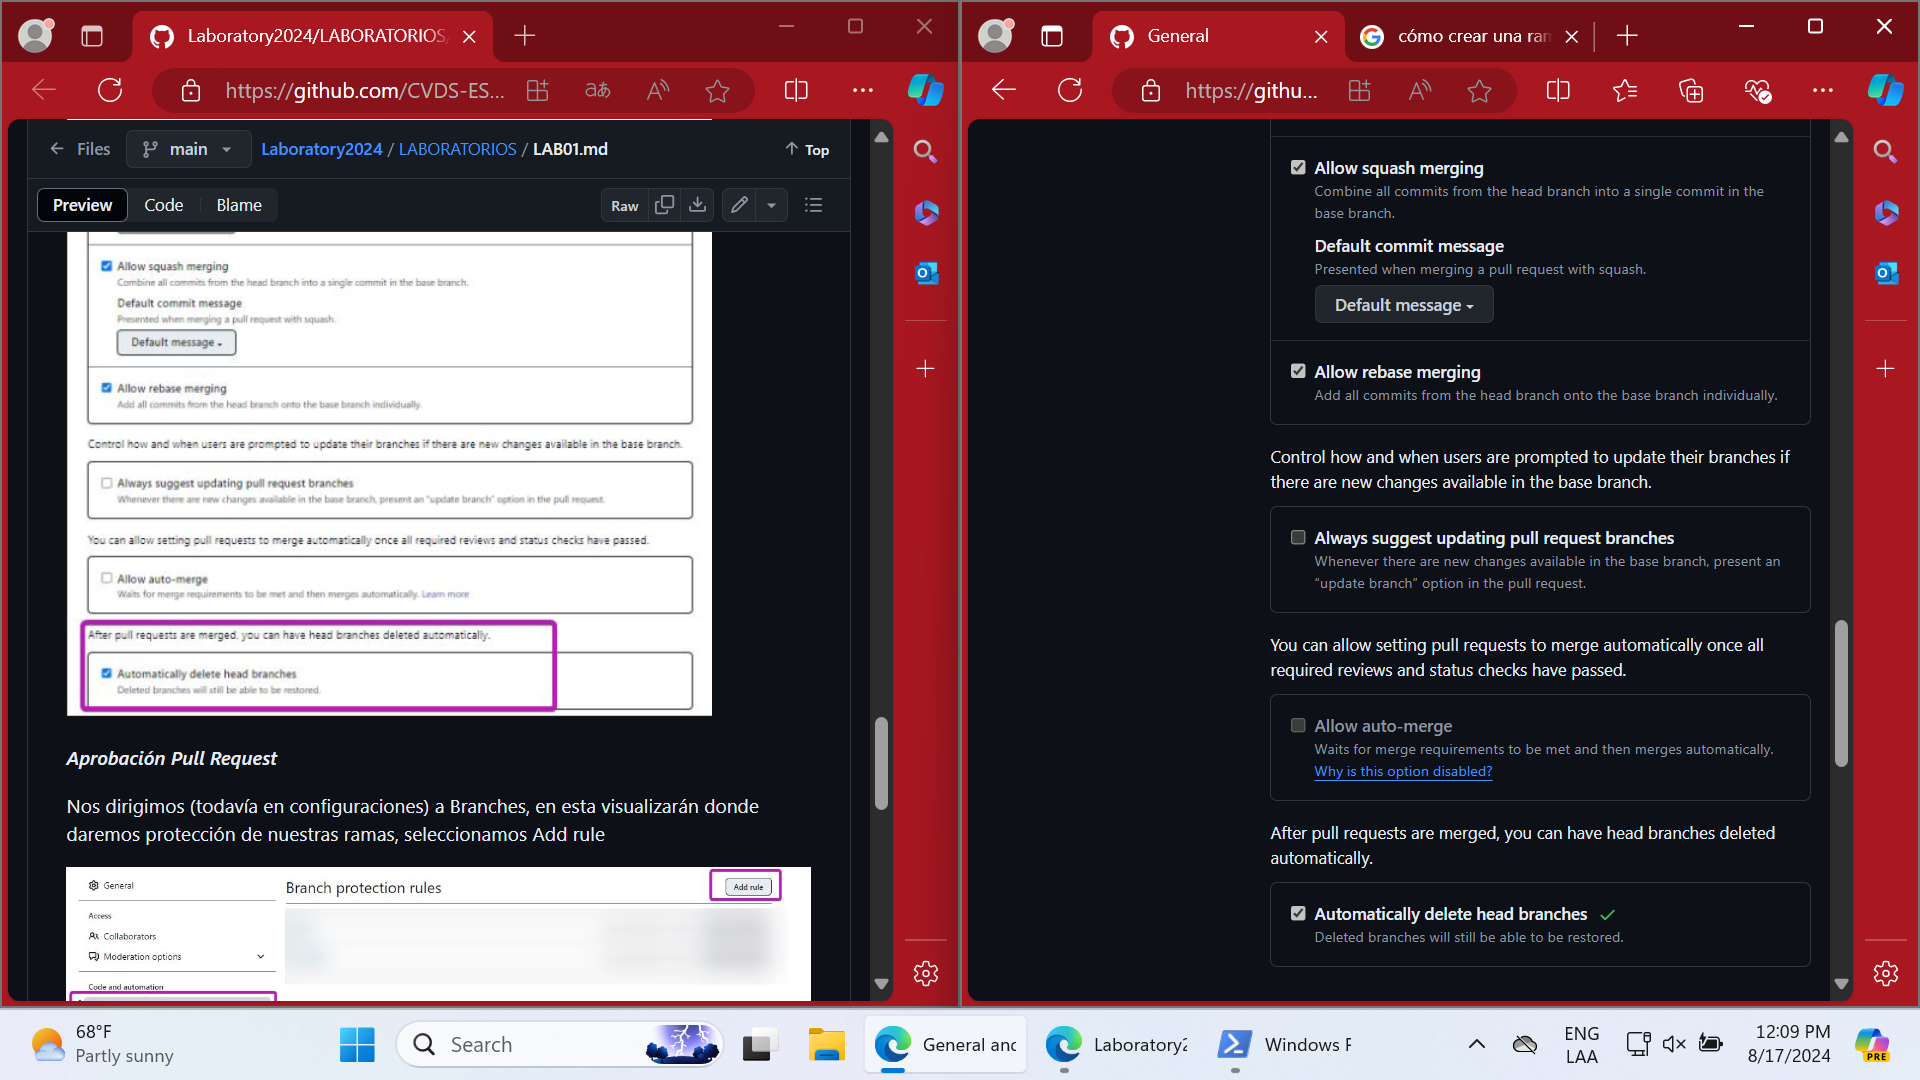 Laboratory2024/LABORATORIOS/
https://github.com/CVDS-ES...
Files
main
Laboratory2024 / LABORATORIOS / LAB01.md
Top
Preview
Code
Blame
Raw
Allow squash merging
Combine all commits from the head branch into a single commit in the base branch.
Default commit message
Presented when merging a pull request with squash.
Default message
Allow rebase merging
Add all commits from the head branch onto the base branch individually.
Control how and when users are prompted to update their branches if there are new changes available in the base branch.
Always suggest updating pull request branches
Whenever there are new changes available in the base branch, present an "update branch" option in the pull request.
You can allow setting pull requests to merge automatically once all required reviews and status checks have passed.
Allow auto-merge
Waits for merge requirements to be met and then merges automatically. Learn more
After pull requests are merged, you can have head branches deleted automatically.
Automatically delete head branches
Deleted branches will still be able to be restored.
Aprobación Pull Request
Nos dirigimos (todavía en configuraciones) a Branches, en esta visualizarán donde
daremos protección de nuestras ramas, seleccionamos Add rule
General
Access
Collaborators
Moderation options
Code and automation
Branch protection rules
Add rule
General
cómo crear una ram
https://githu...
Allow squash merging
Combine all commits from the head branch into a single commit in the
base branch.
Default commit message
Presented when merging a pull request with squash.
Default message
Allow rebase merging
Add all commits from the head branch onto the base branch individually.
Control how and when users are prompted to update their branches if
there are new changes available in the base branch.
Always suggest updating pull request branches
Whenever there are new changes available in the base branch, present an
“update branch” option in the pull request.
You can allow setting pull requests to merge automatically once all
required reviews and status checks have passed.
Allow auto-merge
Waits for merge requirements to be met and then merges automatically.
Why is this option disabled?
After pull requests are merged, you can have head branches deleted
automatically.
Automatically delete head branches
Deleted branches will still be able to be restored.
68°F
Partly sunny
Search
General and
Laboratory2
Windows P
ENG
LAA
12:09 PM
8/17/2024
PRE